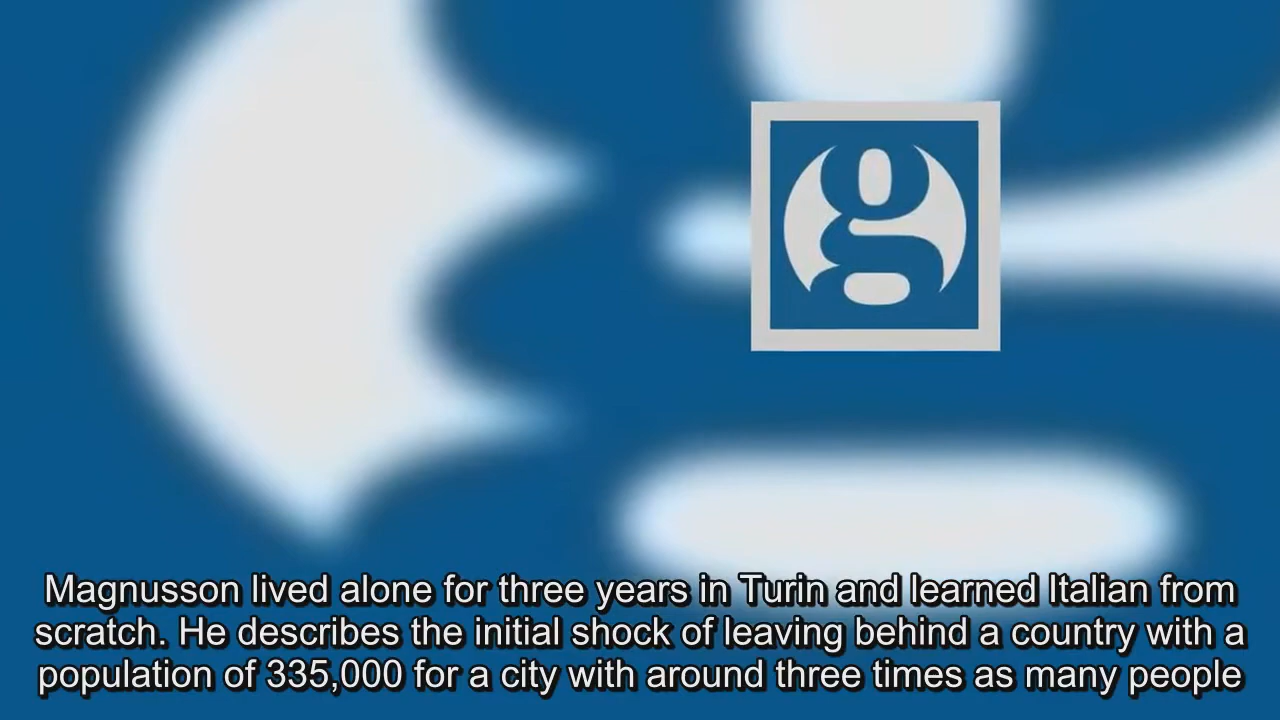 g
Magnusson lived alone for three years in Turin and learned Italian from
scratch. He describes the initial shock of leaving behind a country with a
population of 335,000 for a city with around three times as many people